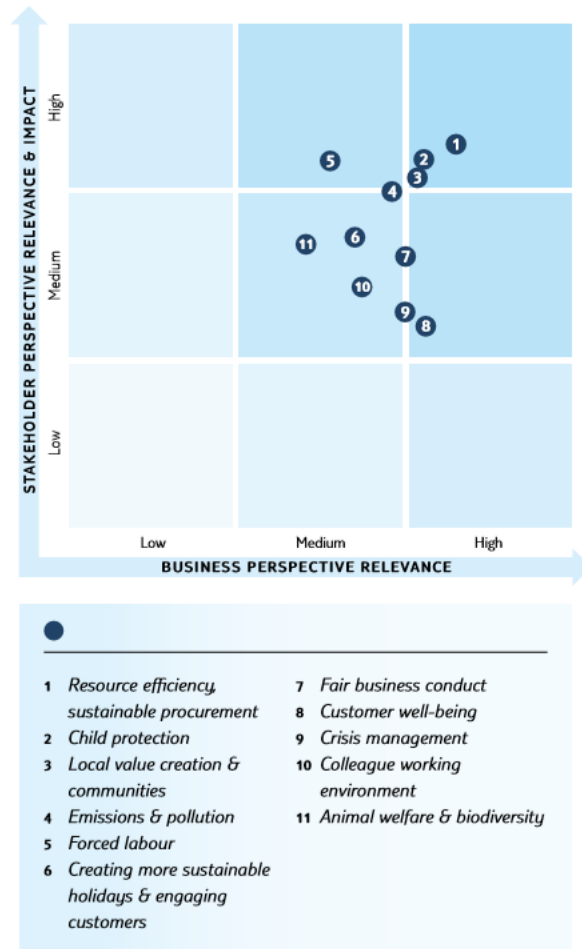 STAKEHOLDER PERSPECTIVE RELEVANCE & IMPACT
High
Medium
Low
1
2
3
5
4
6
11
7
10
9
8
Low Medium High
BUSINESS PERSPECTIVE RELEVANCE
1 Resource efficiency,
sustainable procurement
2 Child protection
3 Local value creation &
communities
4 Emissions & pollution
5 Forced labour
6 Creating more sustainable
holidays & engaging
customers
7 Fair business conduct
8 Customer well-being
9 Crisis management
10 Colleague working
environment
11 Animal welfare & biodiversity